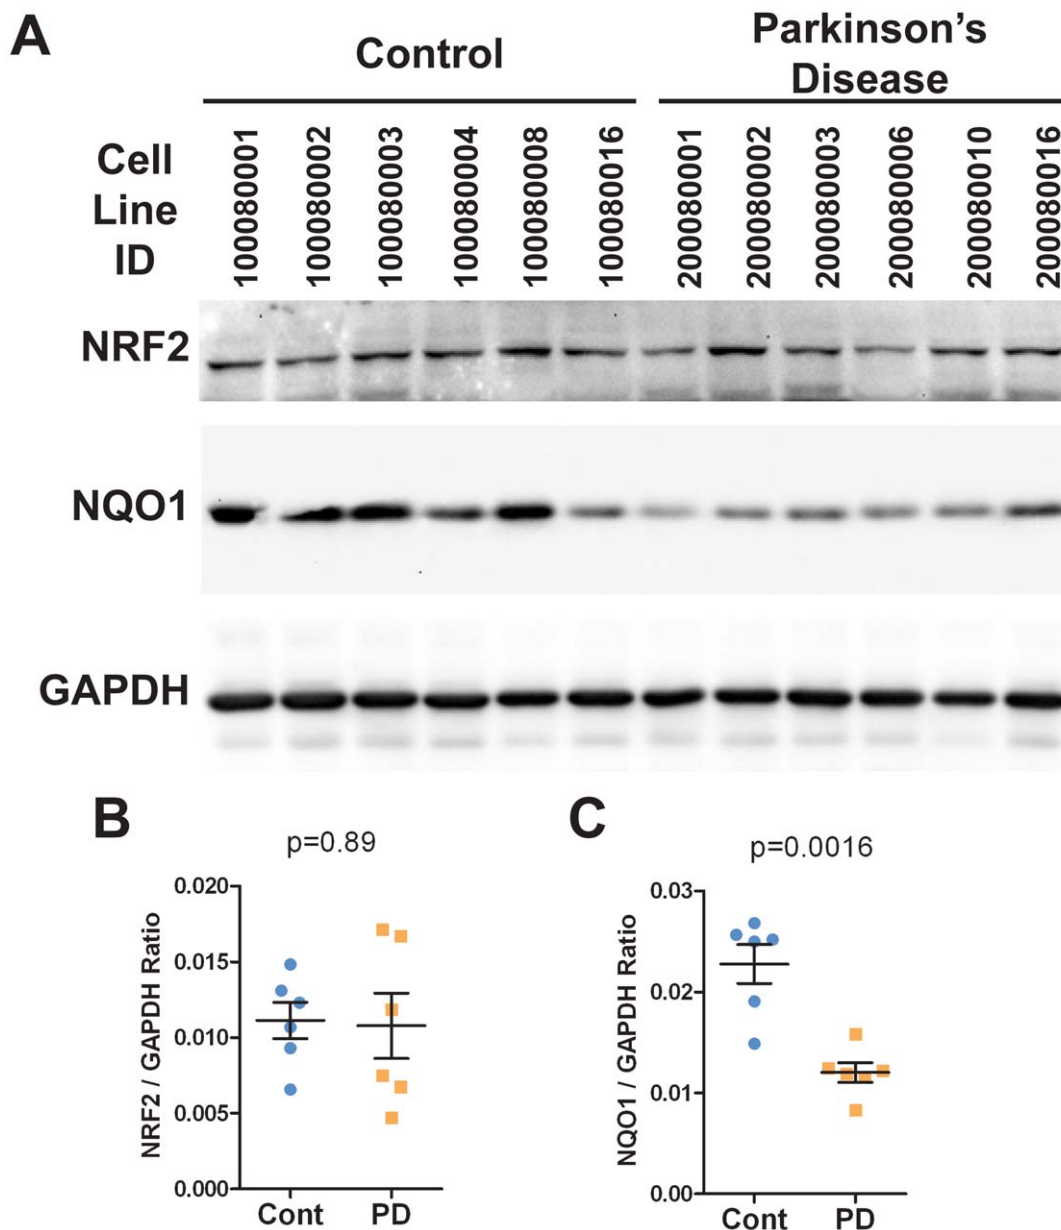 A
Control
Parkinson's
Disease
Cell
Line
ID
100080001
100080002
100080003
100080004
100080008
100080016
200080001
200080002
200080003
200080006
200080010
200080016
NRF2
NQO1
GAPDH
B
p=0.89
NRF2 / GAPDH Ratio
0.020
0.015
0.010
0.005
0.000
Cont
PD
C
p=0.0016
NQO1 / GAPDH Ratio
0.03
0.02
0.01
0.00
Cont
PD